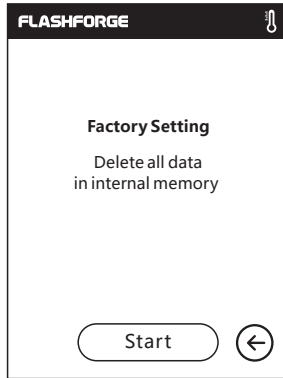 FLASHFORGE
Factory Setting
Delete all data
in internal memory
Start